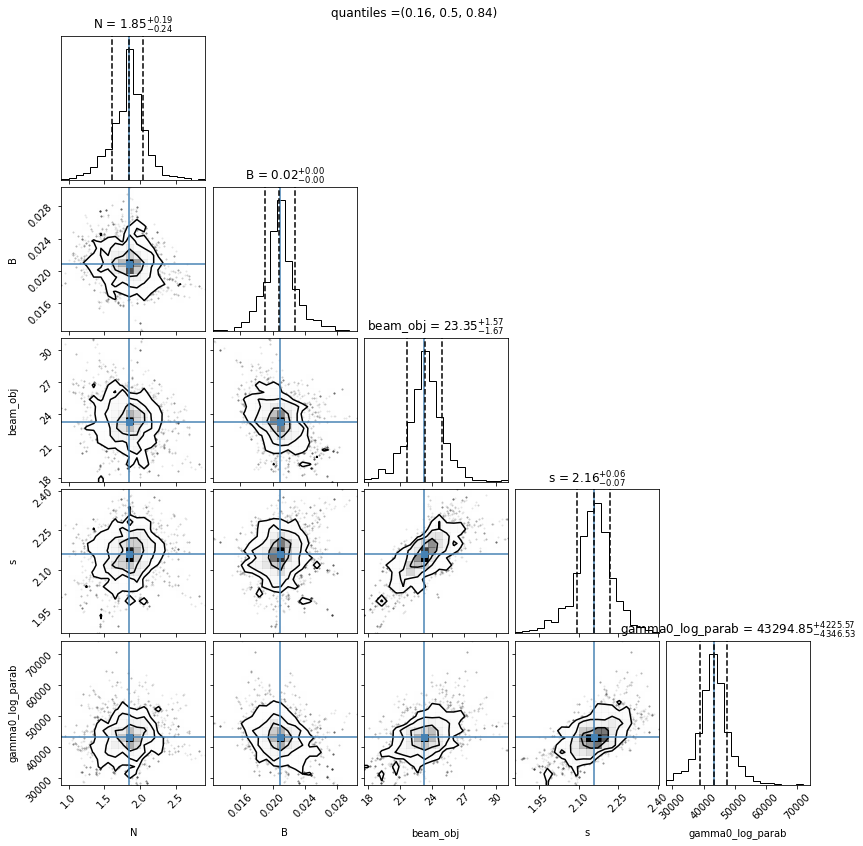 quantiles =(0.16, 0.5, 0.84)
N = 1.85+0.19−0.24
B = 0.02+0.00−0.00
0.028
0.024
0.020
0.016
B
beam_obj = 23.35+1.57−1.67
30
27
24
21
18
beam_obj
s = 2.16+0.06−0.07
2.40
2.25
2.10
1.95
s
gamma0_log_parab = 43294.85+4225.57−4346.53
70000
60000
50000
40000
30000
gamma0_log_parab
1.0 1.5 2.0 2.5 0.016 0.020 0.024 0.028 18 21 24 27 30 1.95 2.10 2.25 2.40 30000 40000 50000 60000 70000
N B beam_obj s gamma0_log_parab